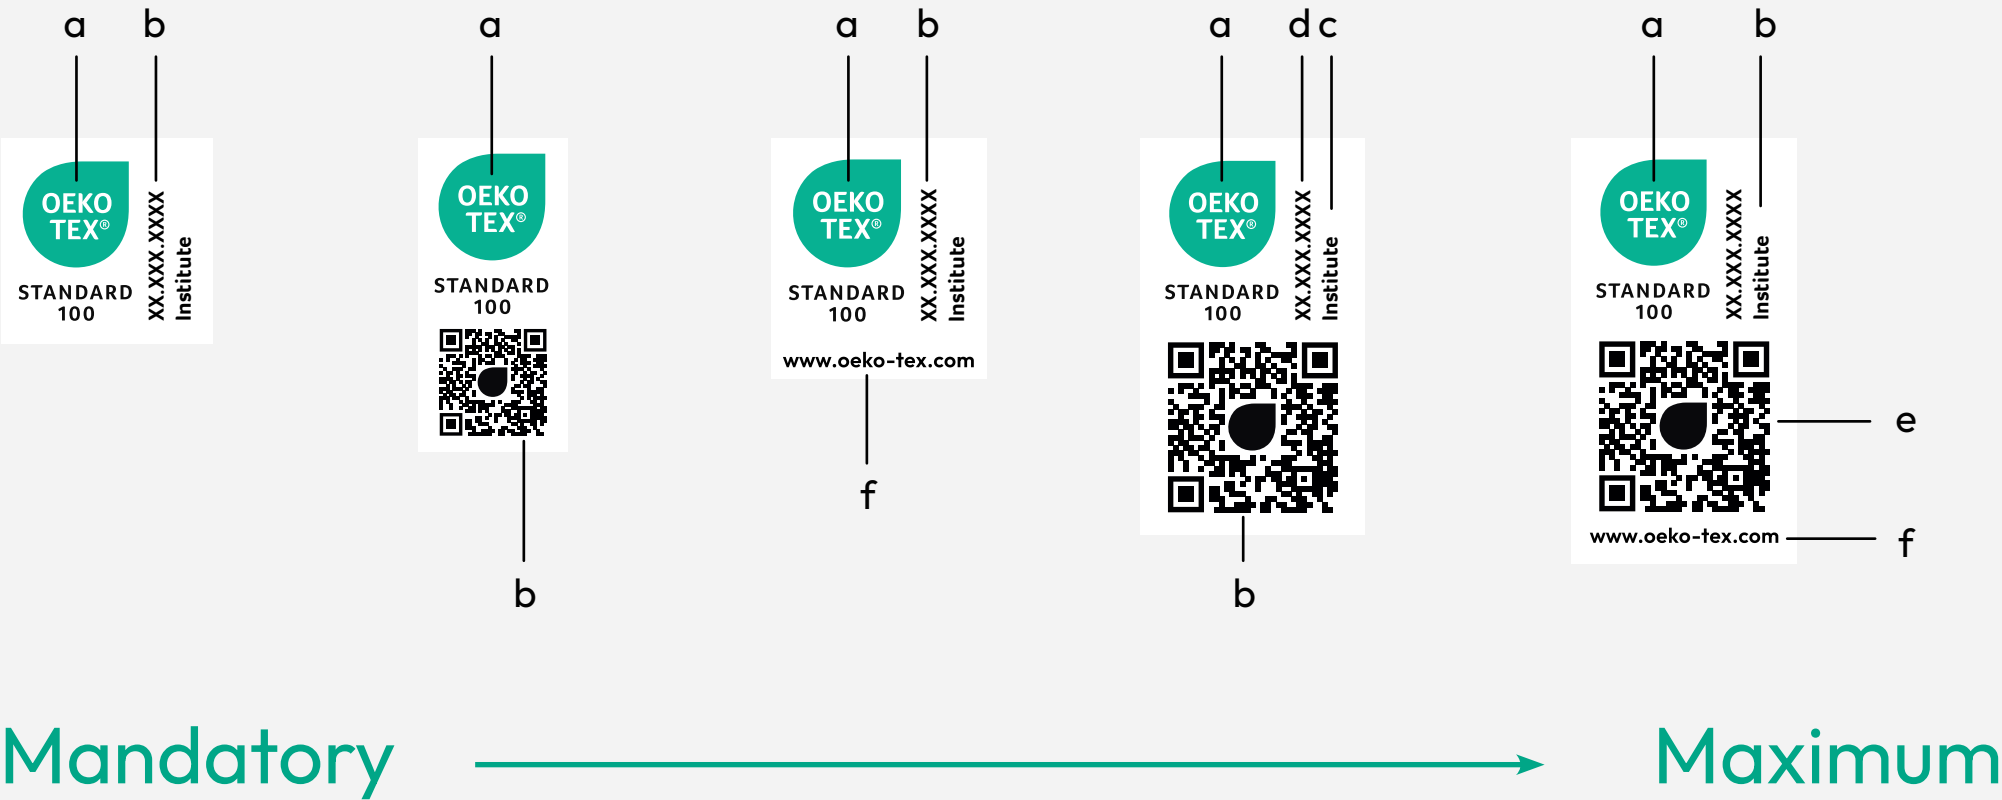 a b
a
a b
a d c
a b
OEKO
TEX®
STANDARD
100
XX.XXX.XXXX
Institute
OEKO
TEX®
STANDARD
100
b
OEKO
TEX®
STANDARD
100
XX.XXX.XXXX
Institute
www.oeko-tex.com
f
OEKO
TEX®
STANDARD
100
XX.XXX.XXXX
Institute
b
OEKO
TEX®
STANDARD
100
XX.XXX.XXXX
Institute
e
www.oeko-tex.com
f
Mandatory
Maximum